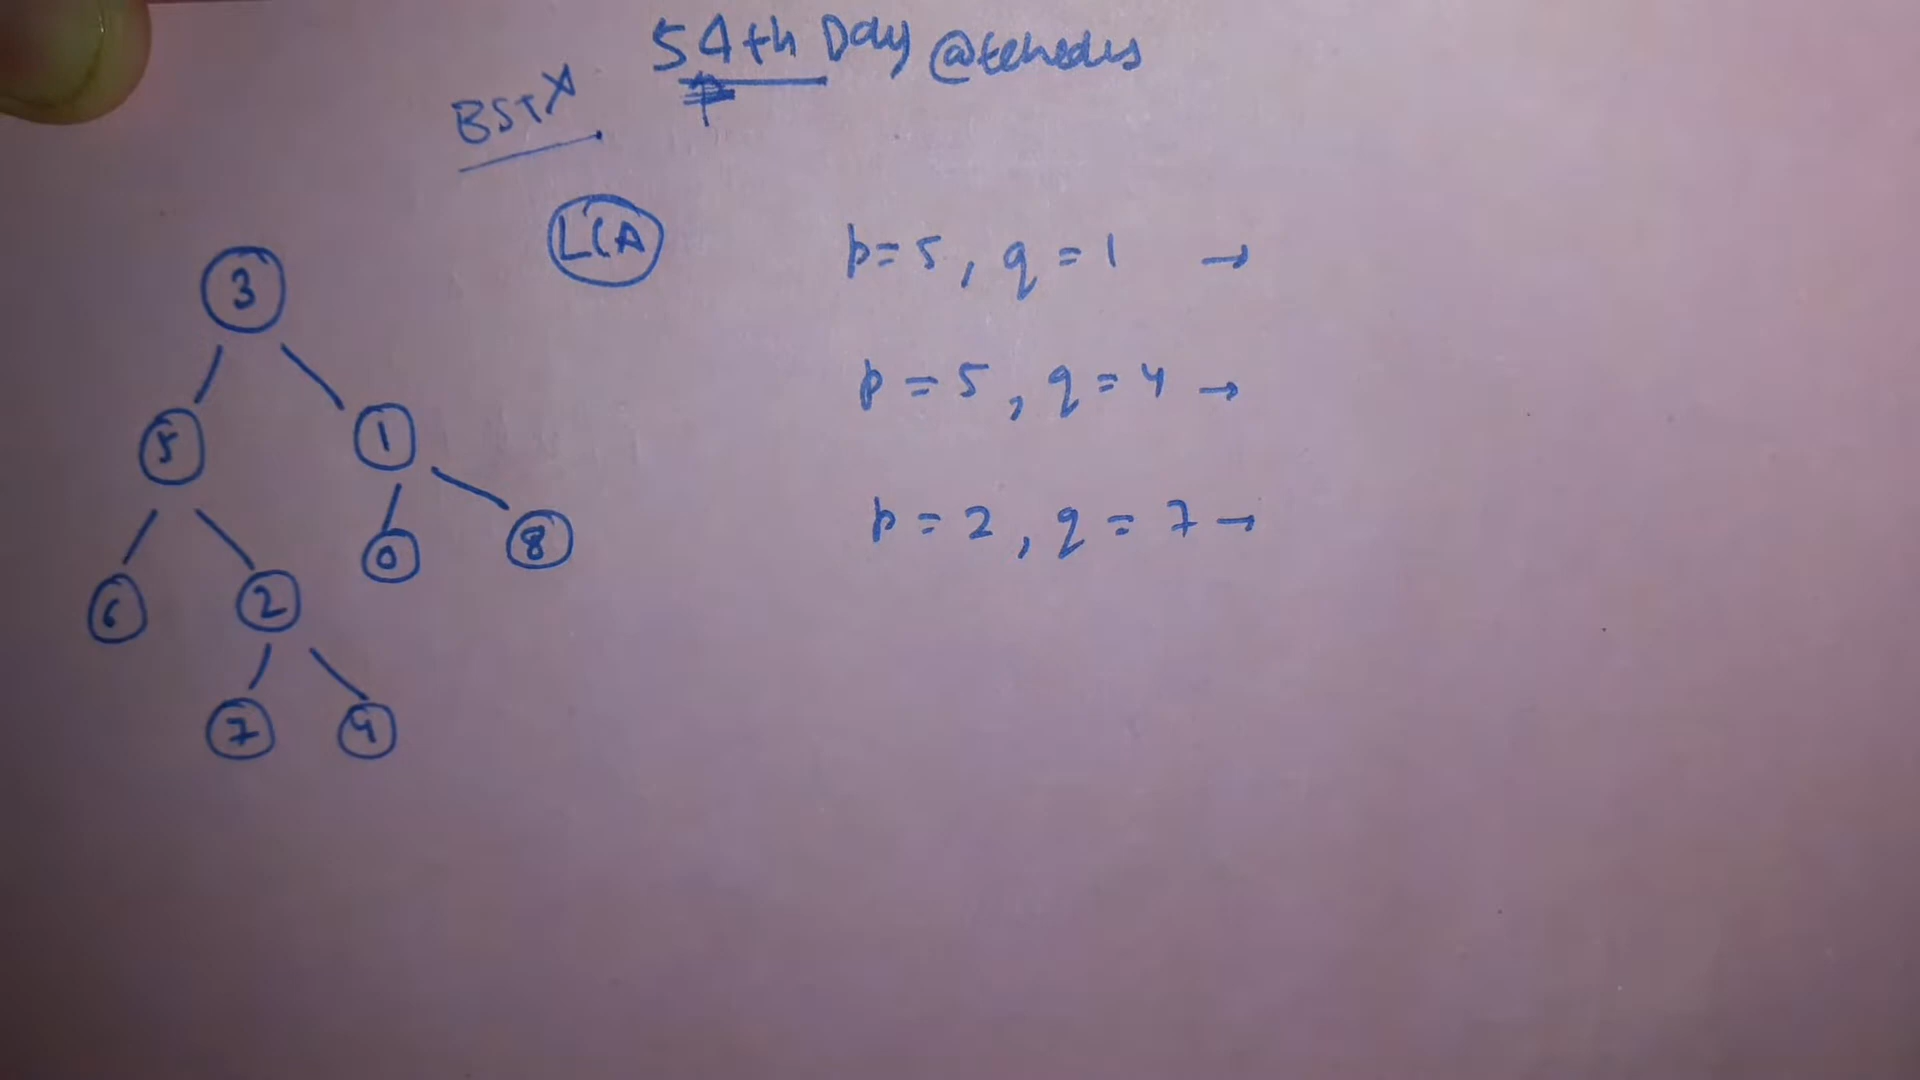 54th Day
BST X
LCA
p = 5, q = 1 →
p = 5, q = 4 →
p = 2, q = 7 →
3
5 1
6 2 0 8
7 4